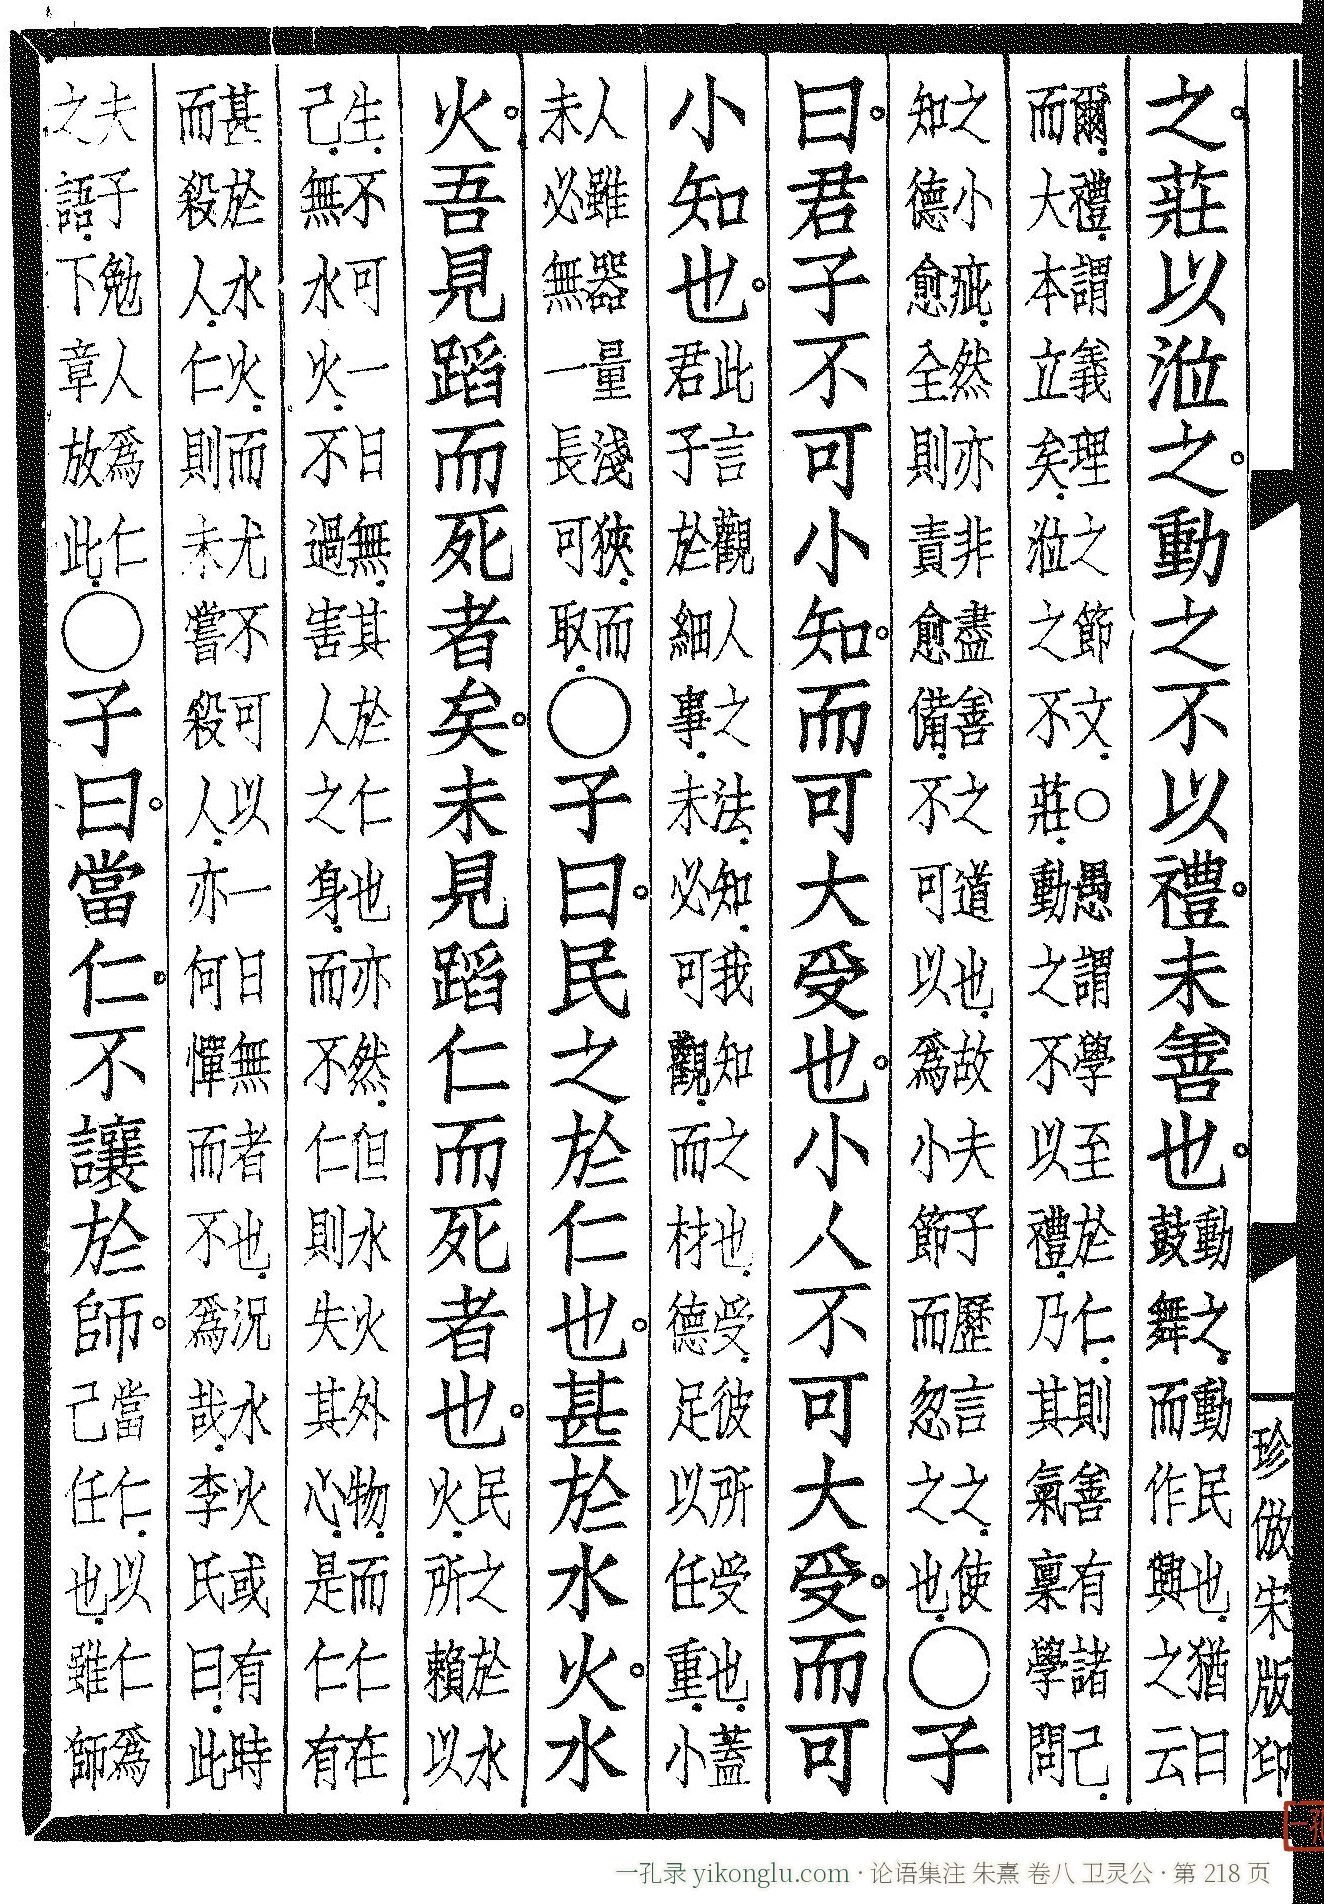 珍倣宋版印
之。莊以涖之。動之不以禮。未善也。動之。動民也。猶曰
鼓舞而作興之云
爾。禮。謂義理之節文。○愚謂學至於仁。則善有諸己。
而大本立矣。涖之不莊。動之不以禮。乃其氣稟學問
之小疵。然亦非盡善之道也。故夫子歷言之。使
知德愈全則責愈備。不可以爲小節而忽之也。○子
曰。君子不可小知。而可大受也。小人不可大受。而可
小知也。此言觀人之法。知。我知之也。受。彼所受也。蓋
君子於細事。未必可觀。而材德足以任重。小
人雖器量淺狹。而
未必無一長可取。○子曰。民之於仁也。甚於水火。水
火。吾見蹈而死者矣。未見蹈仁而死者也。民之於水
火。所賴以
生。不可一日無。其於仁也亦然。但水火外物。而仁在
己。無水火。不過害人之身。而不仁則失其心。是仁有
甚於水火。而尤不可以一日無者也。況水火或有時
而殺人。仁則未嘗殺人。亦何憚而不爲哉。李氏曰。此
夫子勉人爲仁
之語。下章放此。○子曰。當仁。不讓於師。當仁。以仁爲
己任也。雖師
一孔录 yikonglu.com · 论语集注 朱熹 卷八 卫灵公 · 第 218 页